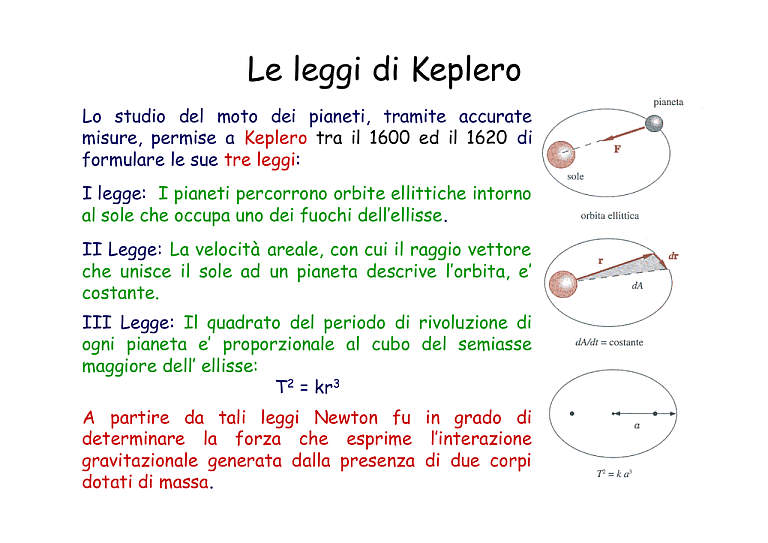 Le leggi di Keplero
Lo studio del moto dei pianeti, tramite accurate
misure, permise a Keplero tra il 1600 ed il 1620 di
formulare le sue tre leggi:
I legge: I pianeti percorrono orbite ellittiche intorno
al sole che occupa uno dei fuochi dell'ellisse.
II Legge: La velocità areale, con cui il raggio vettore
che unisce il sole ad un pianeta descrive l'orbita, e'
costante.
III Legge: Il quadrato del periodo di rivoluzione di
ogni pianeta e' proporzionale al cubo del semiasse
maggiore dell' ellisse:
T² = kr³
A partire da tali leggi Newton fu in grado di
determinare la forza che esprime l'interazione
gravitazionale generata dalla presenza di due corpi
dotati di massa.
pianeta
F
sole
orbita ellittica
r
dr
dA
dA/dt = costante
a
T² = k a³